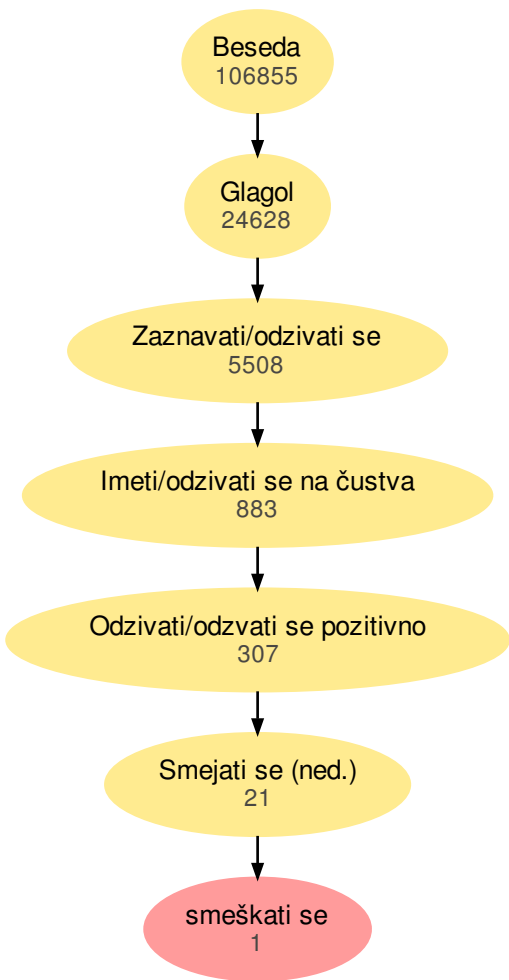 Beseda
106855
Glagol
24628
Zaznavati/odzivati se
5508
Imeti/odzivati se na čustva
883
Odzivati/odzvati se pozitivno
307
Smejati se (ned.)
21
smeškati se
1